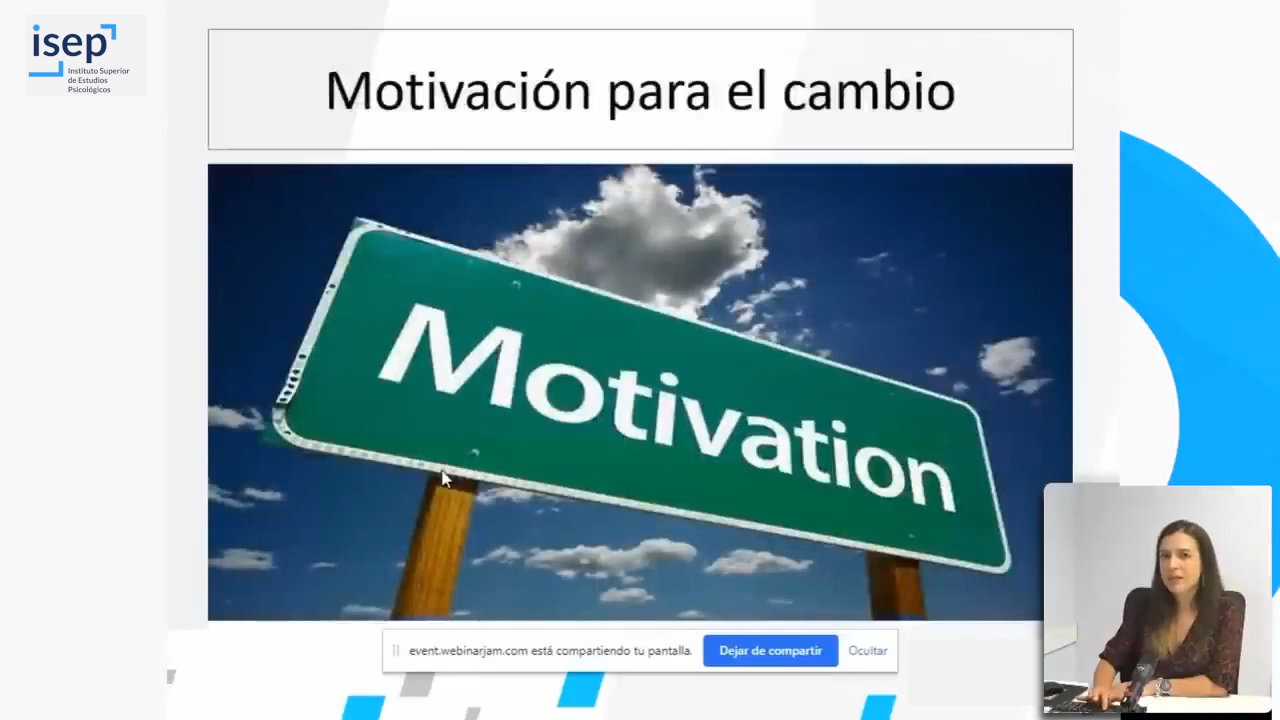 isep
Instituto Superior
de Estudios
Psicológicos
Motivación para el cambio
Motivation
event.webinarjam.com está compartiendo tu pantalla.
Dejar de compartir
Ocultar